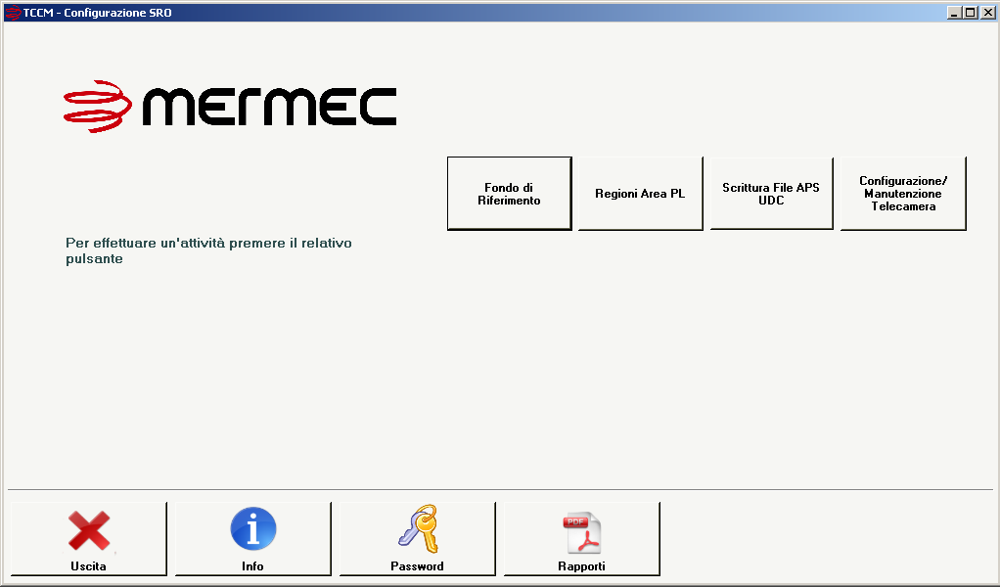 TCCM - Configurazione SRO
mermec
Fondo di
Riferimento
Regioni Area PL
Scrittura File APS
UDC
Configurazione/
Manutenzione
Telecamera
Per effettuare un'attività premere il relativo
pulsante
PDF
Uscita
Info
Password
Rapporti